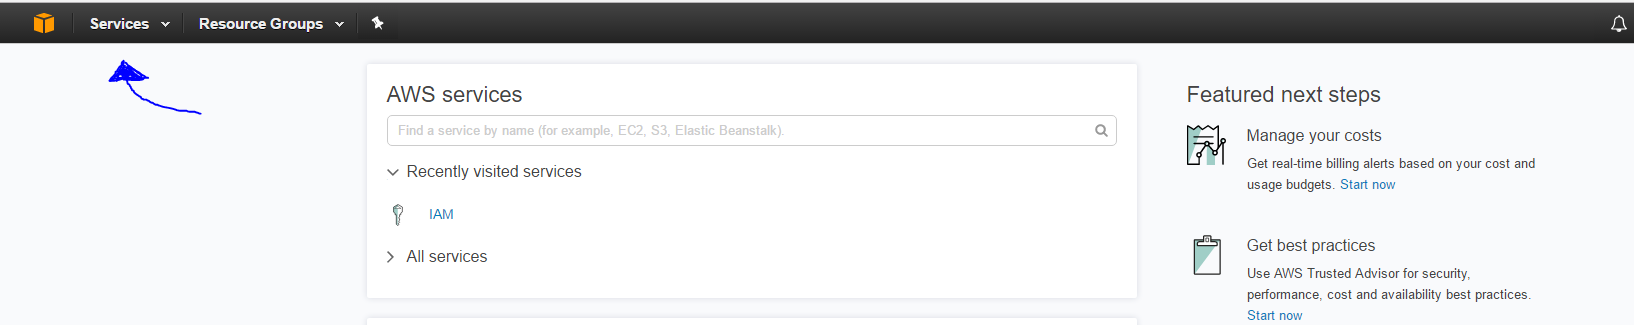 Services
Resource Groups
AWS services
Find a service by name (for example, EC2, S3, Elastic Beanstalk).
Recently visited services
IAM
All services
Featured next steps
Manage your costs
Get real-time billing alerts based on your cost and
usage budgets. Start now
Get best practices
Use AWS Trusted Advisor for security,
performance, cost and availability best practices.
Start now